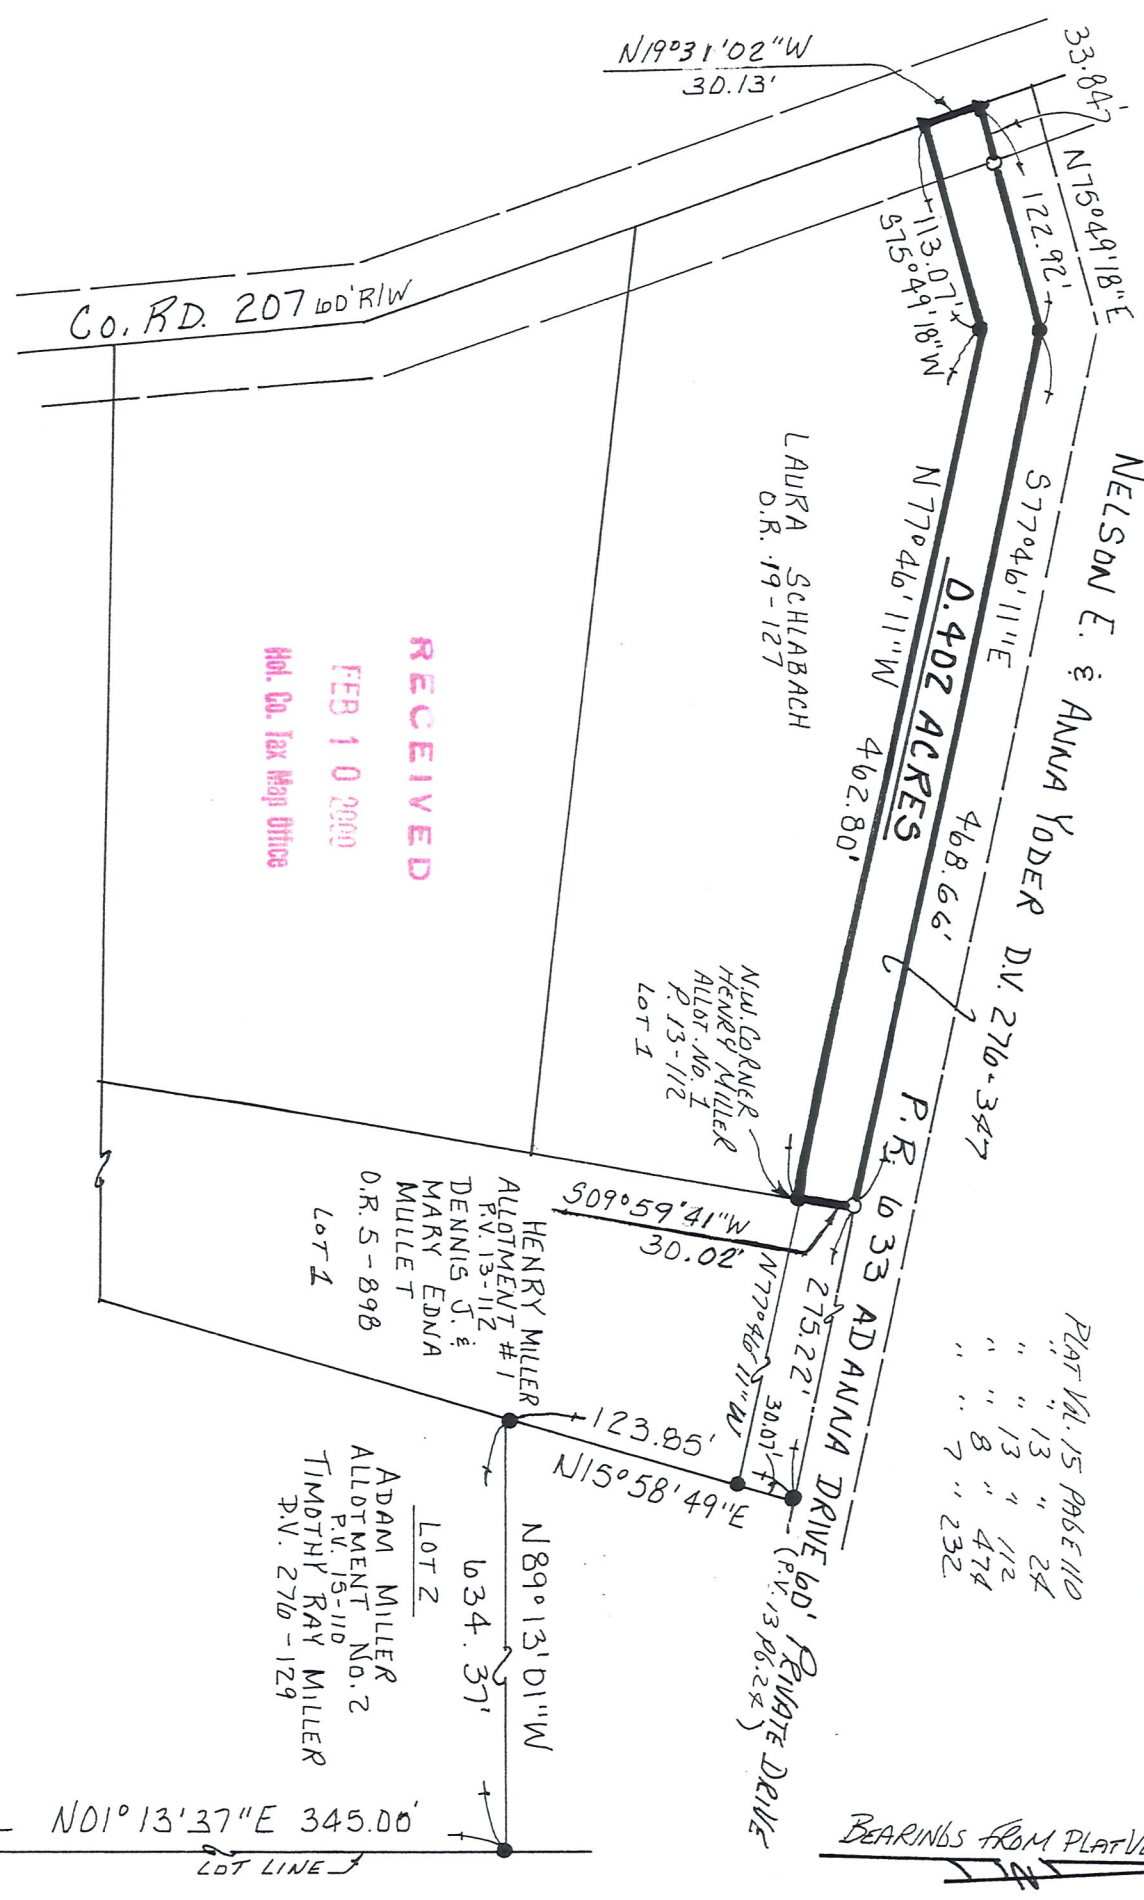 N19°31'02"W
30.13'
33.84'
N75°49'18"E
122.92'
113.07'
S75°49'18"W
Co. RD. 207 60' R/W
NELSON E. & ANNA YODER D.V. 276-347
S77°46'11"E 468.66'
0.402 ACRES
N77°46'11"W 462.80'
LAURA SCHLABACH
O.R. 19-127
RECEIVED
FEB 10 2000
Hol. Co. Tax Map Office
N.W. CORNER
HENRY MILLER
ALLOT. NO. 1
P. 13-112
LOT 1
P.R. 633 ADANNA DRIVE 60' PRIVATE DRIVE
(P.V. 13 PG. 24)
S09°59'41"W
30.02'
275.22'
N77°46'11"W
30.07'
HENRY MILLER
ALLOTMENT #1
P.V. 13-112
DENNIS J. &
MARY EDNA
MULLET
O.R. 5-898
LOT 1
123.85'
N15°58'49"E
PLAT VOL. 15 PAGE 110
" " 13 " 24
" " 13 " 112
" " 8 " 474
" " 7 " 232
N89°13'01"W
634.37'
LOT 2
ADAM MILLER
ALLOTMENT NO. 2
P.V. 15-110
TIMOTHY RAY MILLER
D.V. 276-129
N01°13'37"E 345.00'
LOT LINE
BEARINGS FROM PLAT
N